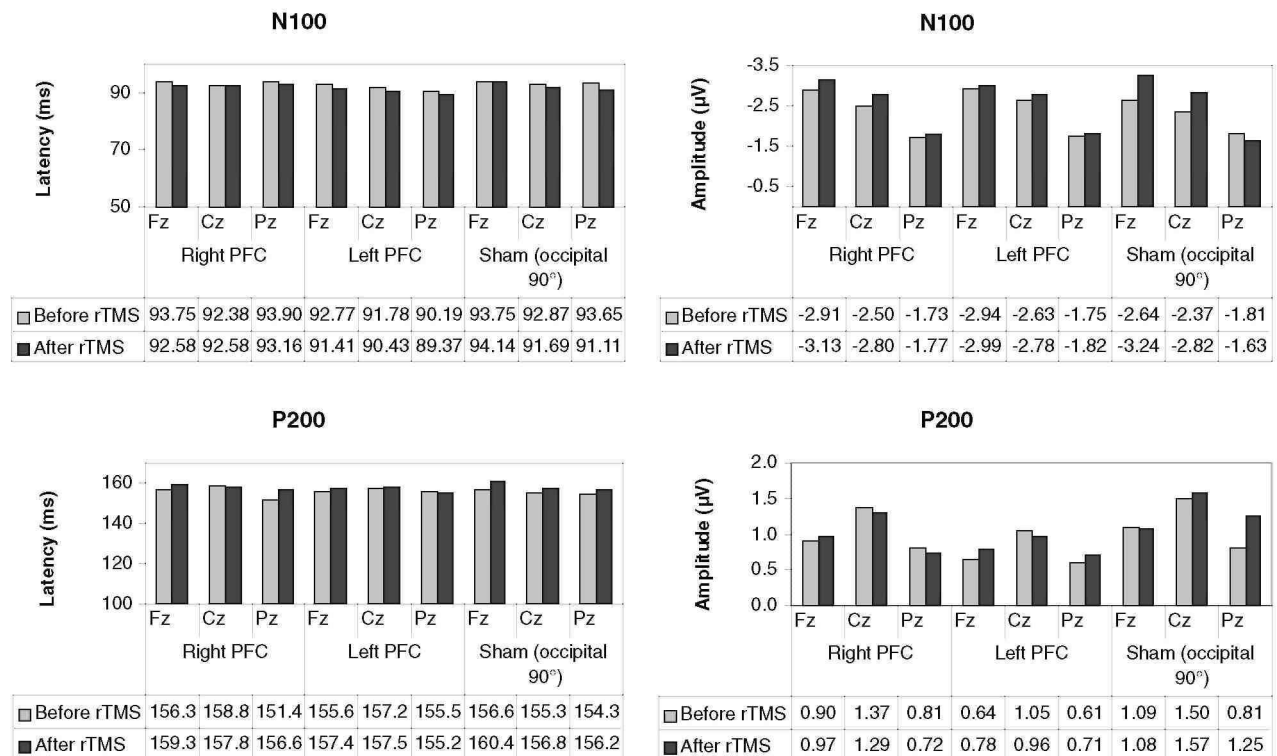 N100
Latency (ms)
90
70
50
Fz Cz Pz Fz Cz Pz Fz Cz Pz
Right PFC Left PFC Sham (occipital
90°)
Before rTMS 93.75 92.38 93.90 92.77 91.78 90.19 93.75 92.87 93.65
After rTMS 92.58 92.58 93.16 91.41 90.43 89.37 94.14 91.69 91.11
N100
Amplitude (µV)
-3.5
-2.5
-1.5
-0.5
Fz Cz Pz Fz Cz Pz Fz Cz Pz
Right PFC Left PFC Sham (occipital
90°)
Before rTMS -2.91 -2.50 -1.73 -2.94 -2.63 -1.75 -2.64 -2.37 -1.81
After rTMS -3.13 -2.80 -1.77 -2.99 -2.78 -1.82 -3.24 -2.82 -1.63
P200
Latency (ms)
160
140
120
100
Fz Cz Pz Fz Cz Pz Fz Cz Pz
Right PFC Left PFC Sham (occipital
90°)
Before rTMS 156.3 158.8 151.4 155.6 157.2 155.5 156.6 155.3 154.3
After rTMS 159.3 157.8 156.6 157.4 157.5 155.2 160.4 156.8 156.2
P200
Amplitude (µV)
2.0
1.5
1.0
0.5
0.0
Fz Cz Pz Fz Cz Pz Fz Cz Pz
Right PFC Left PFC Sham (occipital
90°)
Before rTMS 0.90 1.37 0.81 0.64 1.05 0.61 1.09 1.50 0.81
After rTMS 0.97 1.29 0.72 0.78 0.96 0.71 1.08 1.57 1.25